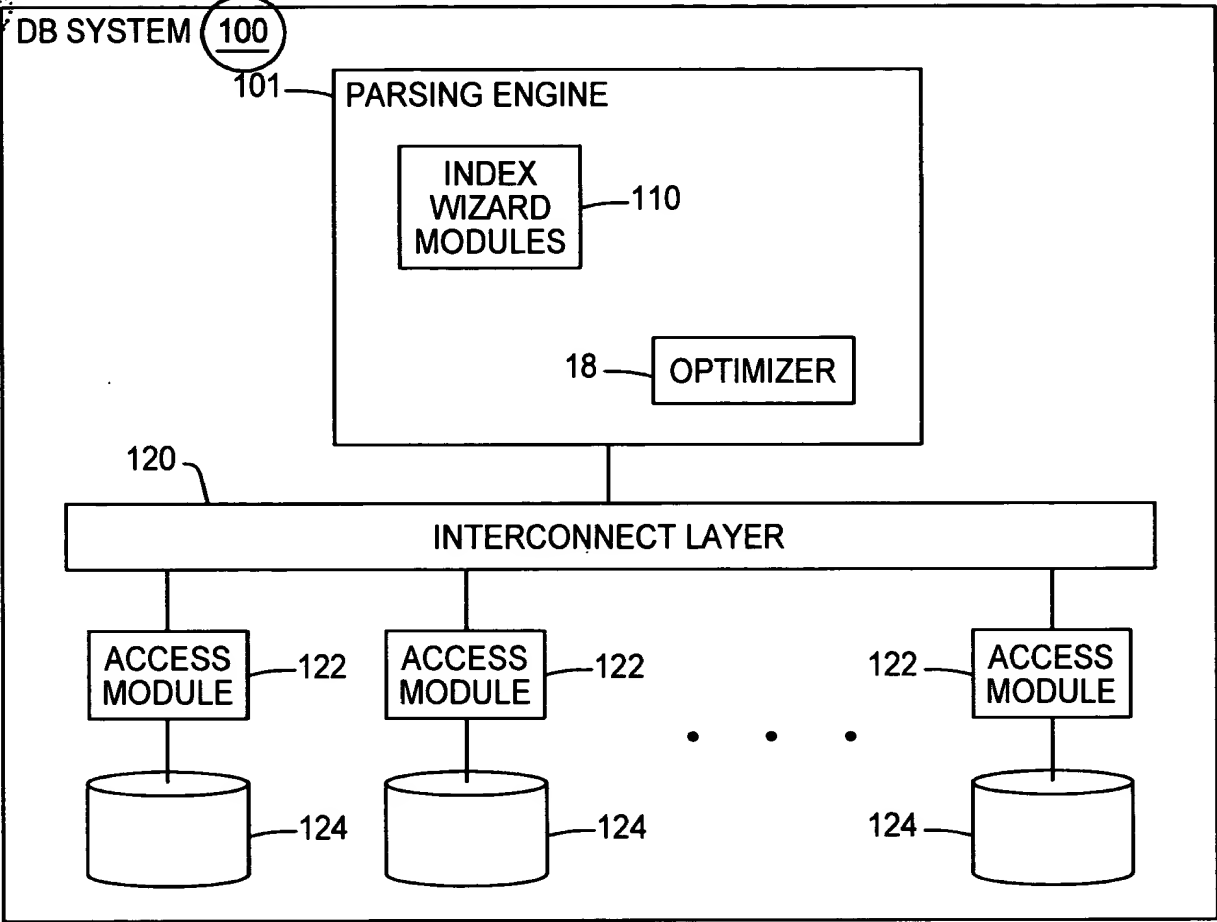 DB SYSTEM 100
101
PARSING ENGINE
INDEX
WIZARD
MODULES
110
18
OPTIMIZER
120
INTERCONNECT LAYER
ACCESS
MODULE
122
ACCESS
MODULE
122
122
ACCESS
MODULE
124
124
124